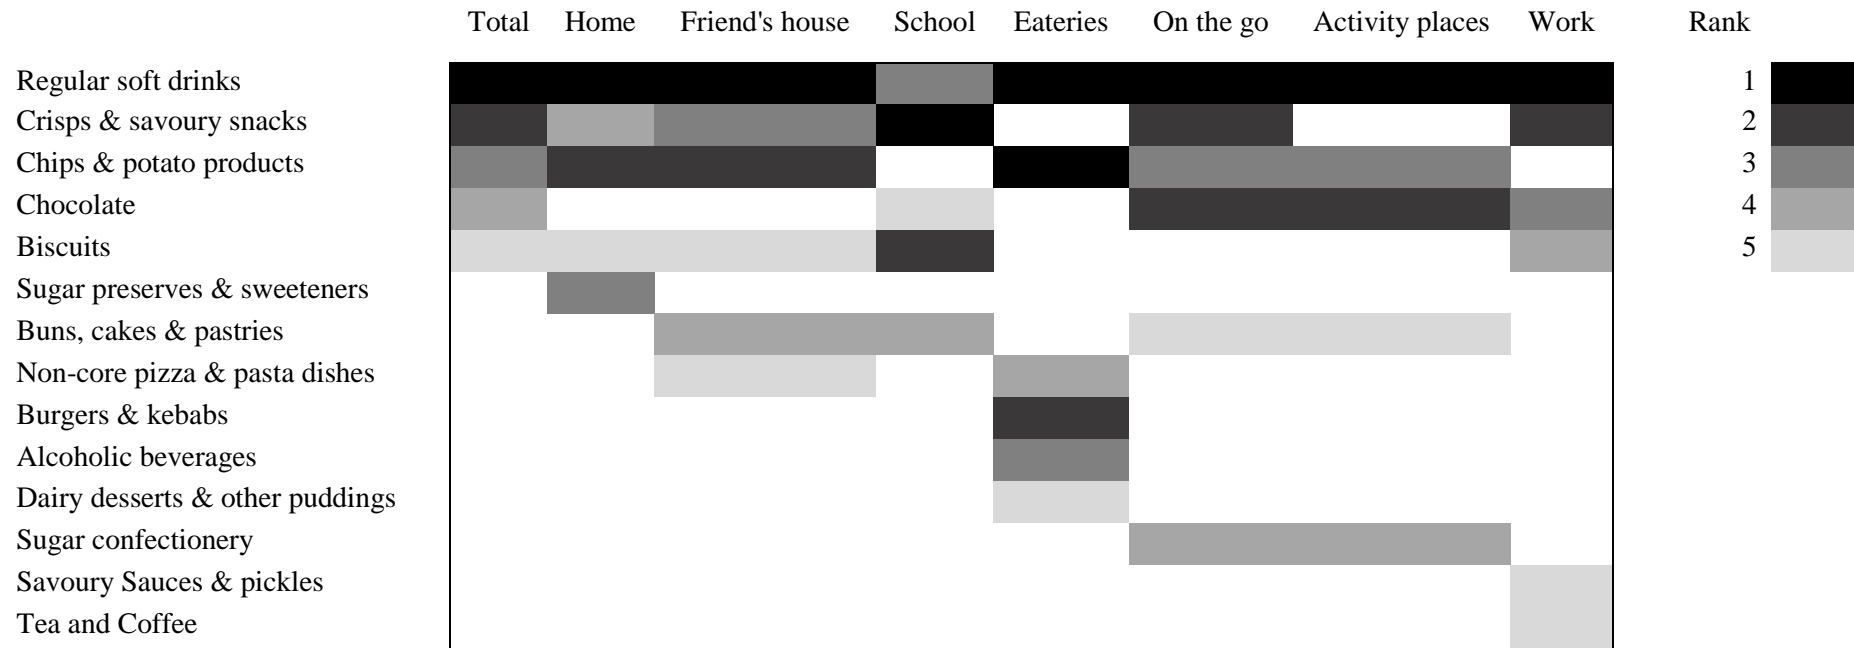 Total Home Friend's house School Eateries On the go Activity places Work Rank
Regular soft drinks 1
Crisps & savoury snacks 2
Chips & potato products 3
Chocolate 4
Biscuits 5
Sugar preserves & sweeteners
Buns, cakes & pastries
Non-core pizza & pasta dishes
Burgers & kebabs
Alcoholic beverages
Dairy desserts & other puddings
Sugar confectionery
Savoury Sauces & pickles
Tea and Coffee